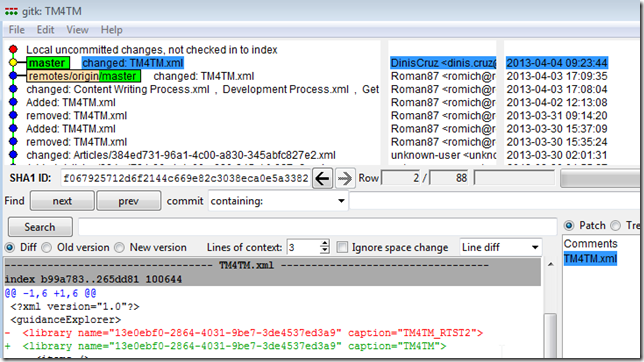 gitk: TM4TM
File Edit View Help
Local uncommitted changes, not checked in to index
master changed: TM4TM.xml DinisCruz <dinis.cruz@ 2013-04-04 09:23:44
remotes/origin/master changed: TM4TM.xml Roman87 <romich@r 2013-04-03 17:09:35
changed: Content Writing Process.xml , Development Process.xml , Get Roman87 <romich@r 2013-04-03 17:08:04
Added: TM4TM.xml Roman87 <romich@r 2013-04-02 12:13:08
removed: TM4TM.xml Roman87 <romich@r 2013-03-31 09:14:20
Added: TM4TM.xml Roman87 <romich@r 2013-03-30 15:37:09
removed: TM4TM.xml Roman87 <romich@r 2013-03-30 15:35:24
changed: Articles/384ed731-96a1-4c00-a830-345abfc827e2.xml unknown-user <unknow 2013-03-30 02:01:31
SHA1 ID: f067925712d6f2144c669e82c3038eca0e5a3382 Row 2 / 88
Find next prev commit containing:
Search
Diff Old version New version Lines of context: 3 Ignore space change Line diff
Patch Tre
Comments
TM4TM.xml
---------------------------------- TM4TM.xml ----------------------------------
index b99a783..265dd81 100644
@@ -1,6 +1,6 @@
<?xml version="1.0"?>
<guidanceExplorer>
- <library name="13e0ebf0-2864-4031-9be7-3de4537ed3a9" caption="TM4TM_RTST2">
+ <library name="13e0ebf0-2864-4031-9be7-3de4537ed3a9" caption="TM4TM">